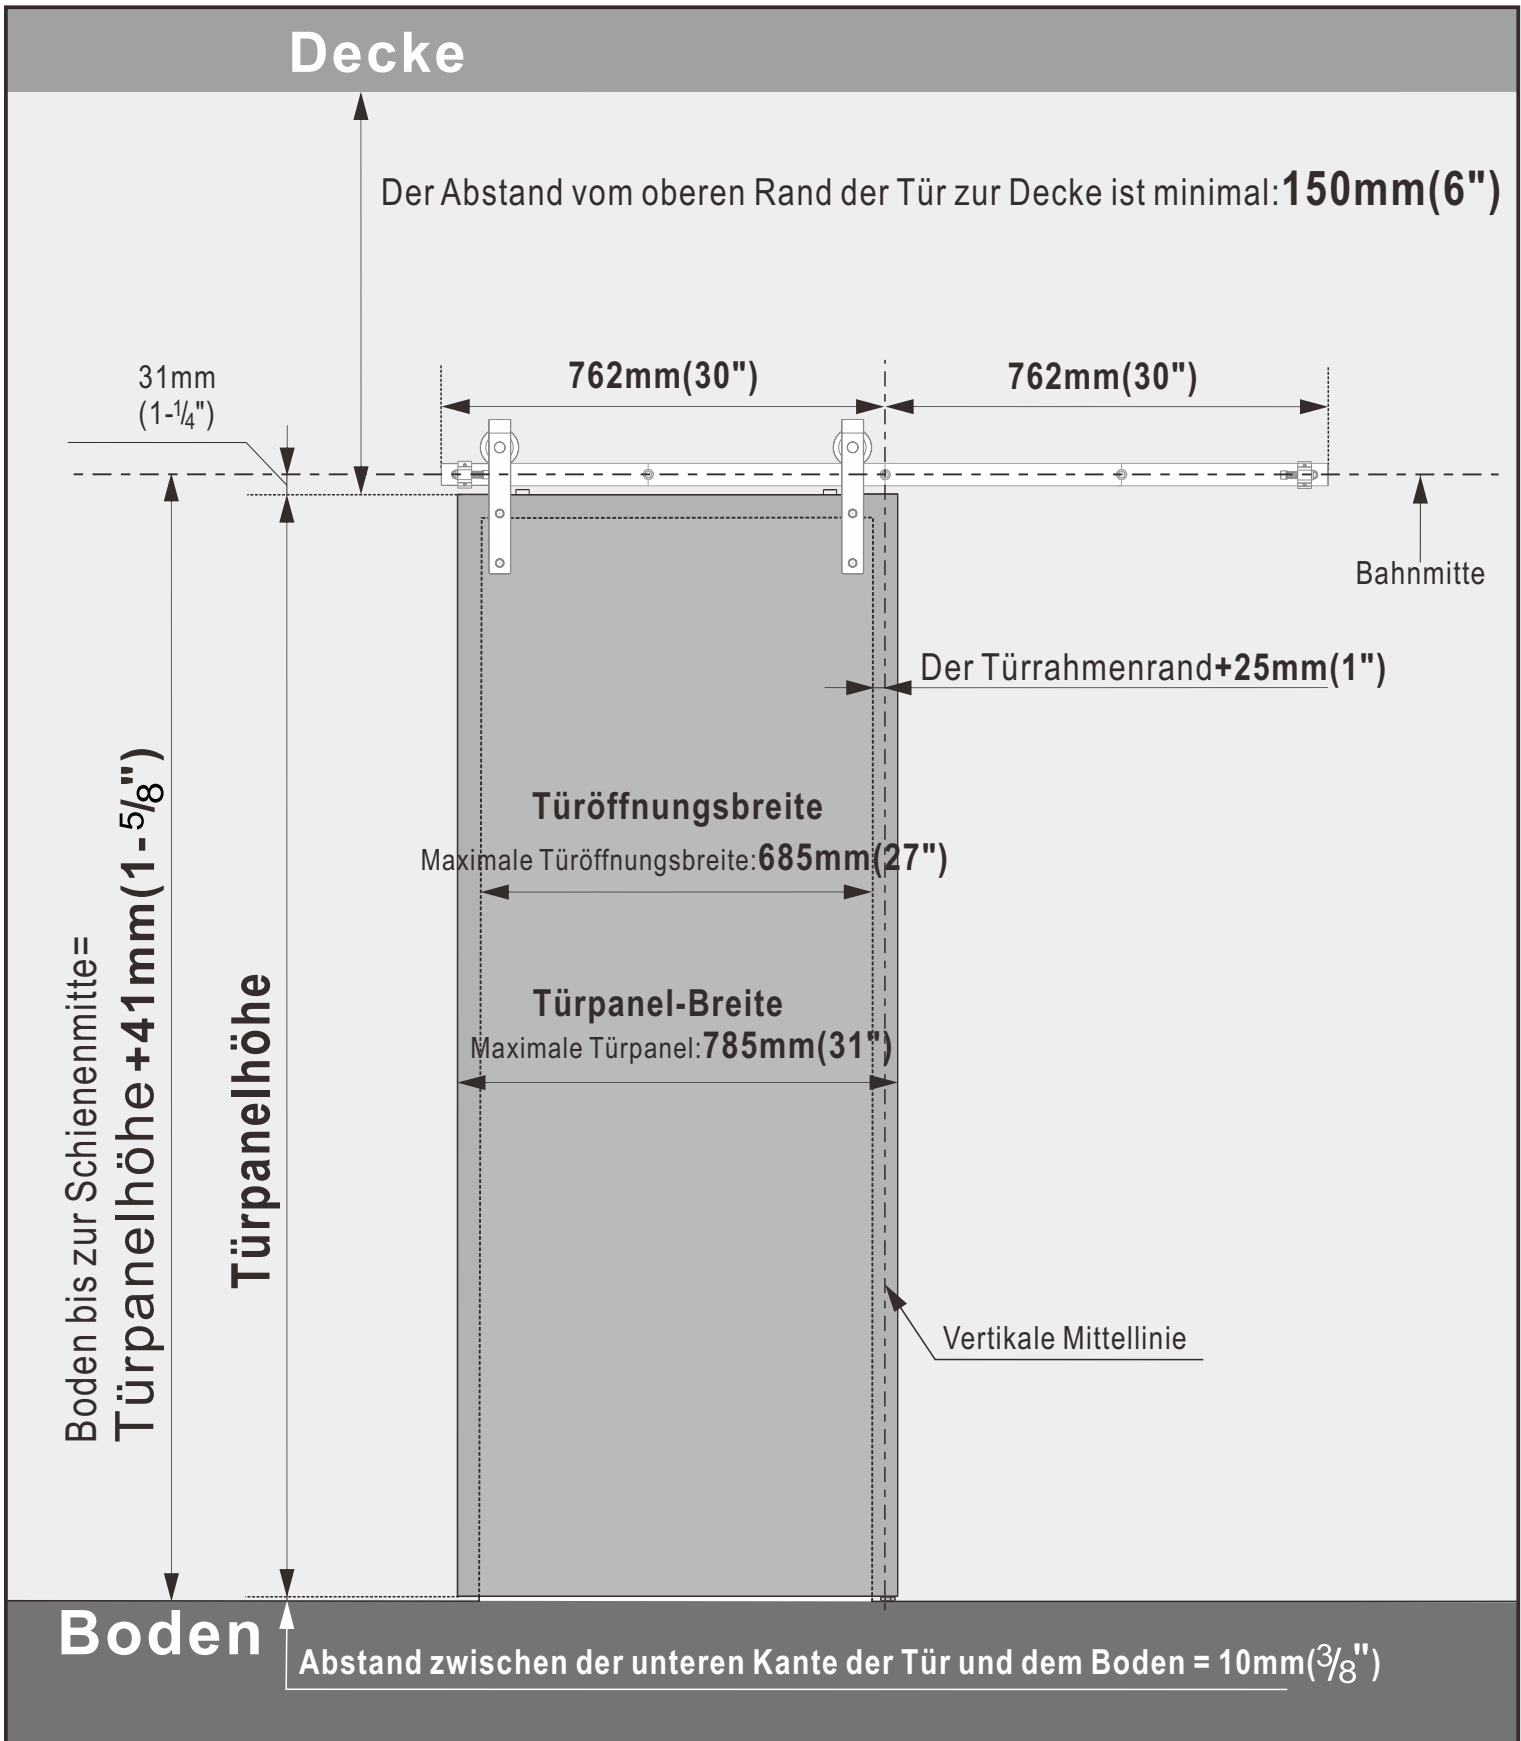 Decke
Der Abstand vom oberen Rand der Tür zur Decke ist minimal:150mm(6")
762mm(30")
762mm(30")
31mm
(1-1/4")
Bahnmitte
Der Türrahmenrand+25mm(1")
Türöffnungsbreite
Maximale Türöffnungsbreite:685mm(27")
Türpanel-Breite
Maximale Türpanel:785mm(31")
Boden bis zur Schienenmitte=
Türpanelhöhe+41mm(1-5/8")
Türpanelhöhe
Vertikale Mittellinie
Boden
Abstand zwischen der unteren Kante der Tür und dem Boden = 10mm(3/8")